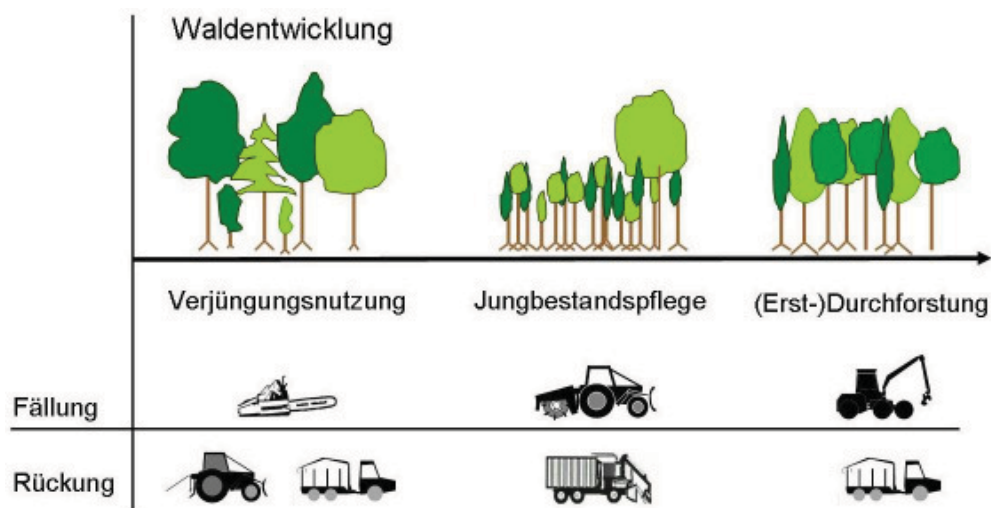 Waldentwicklung
Verjüngungsnutzung Jungbestandspflege (Erst-)Durchforstung
Fällung
Rückung